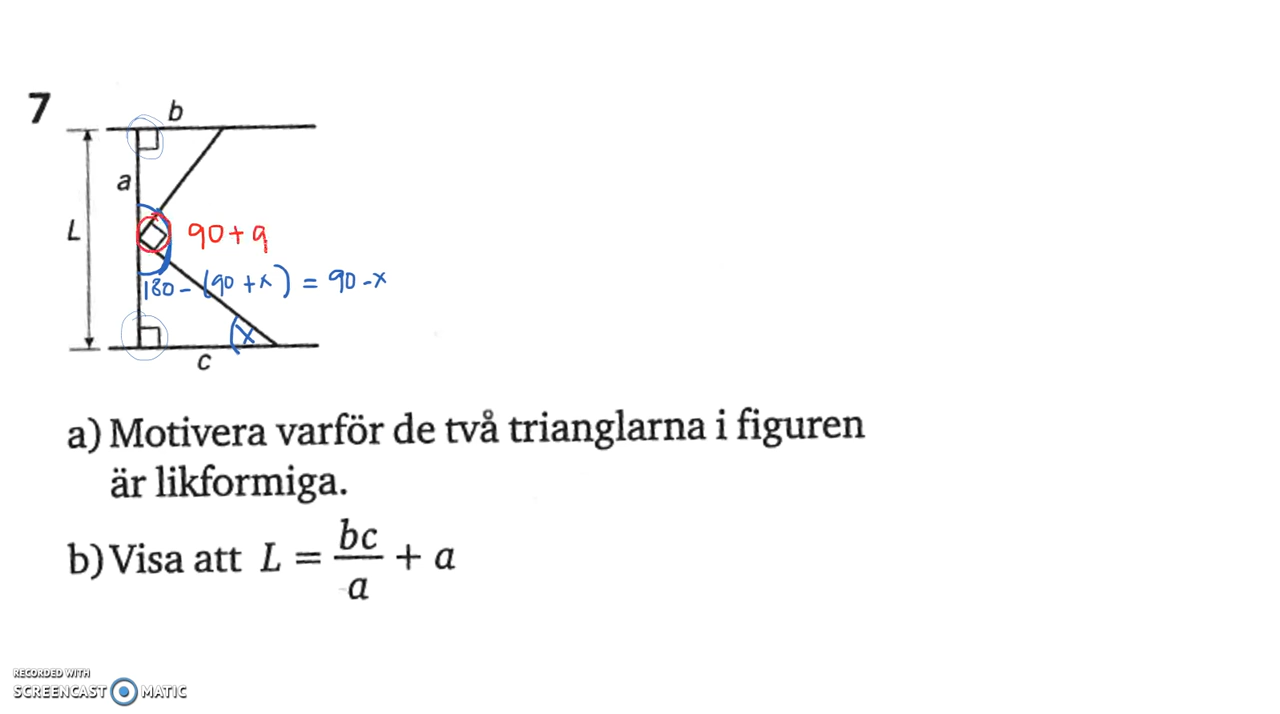 7
b
a
L
90+9
180-(90+x) = 90-x
x
c
a) Motivera varför de två trianglarna i figuren
är likformiga.
b) Visa att L = bc/a + a
RECORDED WITH
SCREENCAST MATIC